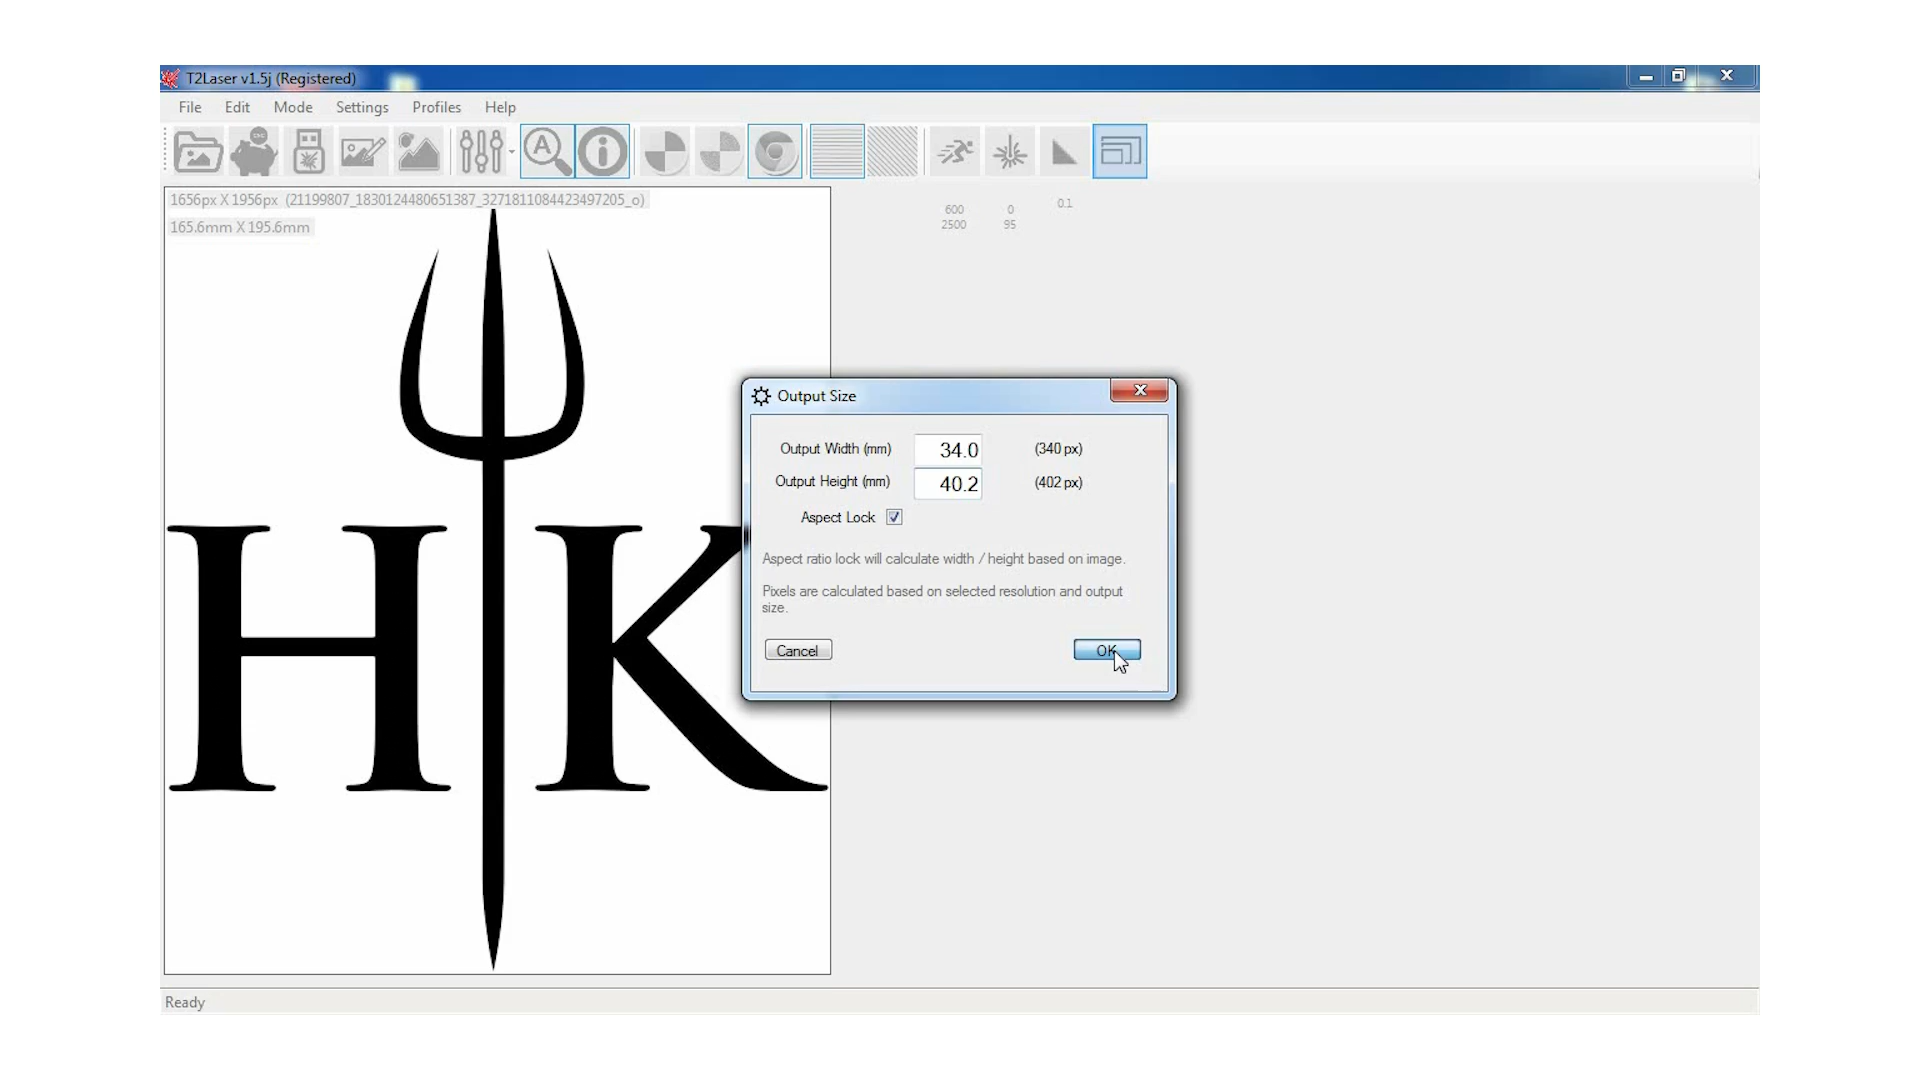 T2Laser v1.5j (Registered)
File Edit Mode Settings Profiles Help
1656px X 1956px (21199807_1830124480651387_3271811084423497205_o)
165.6mm X 195.6mm
600 0 0.1
2500 95
H K
Output Size
Output Width (mm) 34.0 (340 px)
Output Height (mm) 40.2 (402 px)
Aspect Lock
Aspect ratio lock will calculate width / height based on image.
Pixels are calculated based on selected resolution and output
size.
Cancel OK
Ready